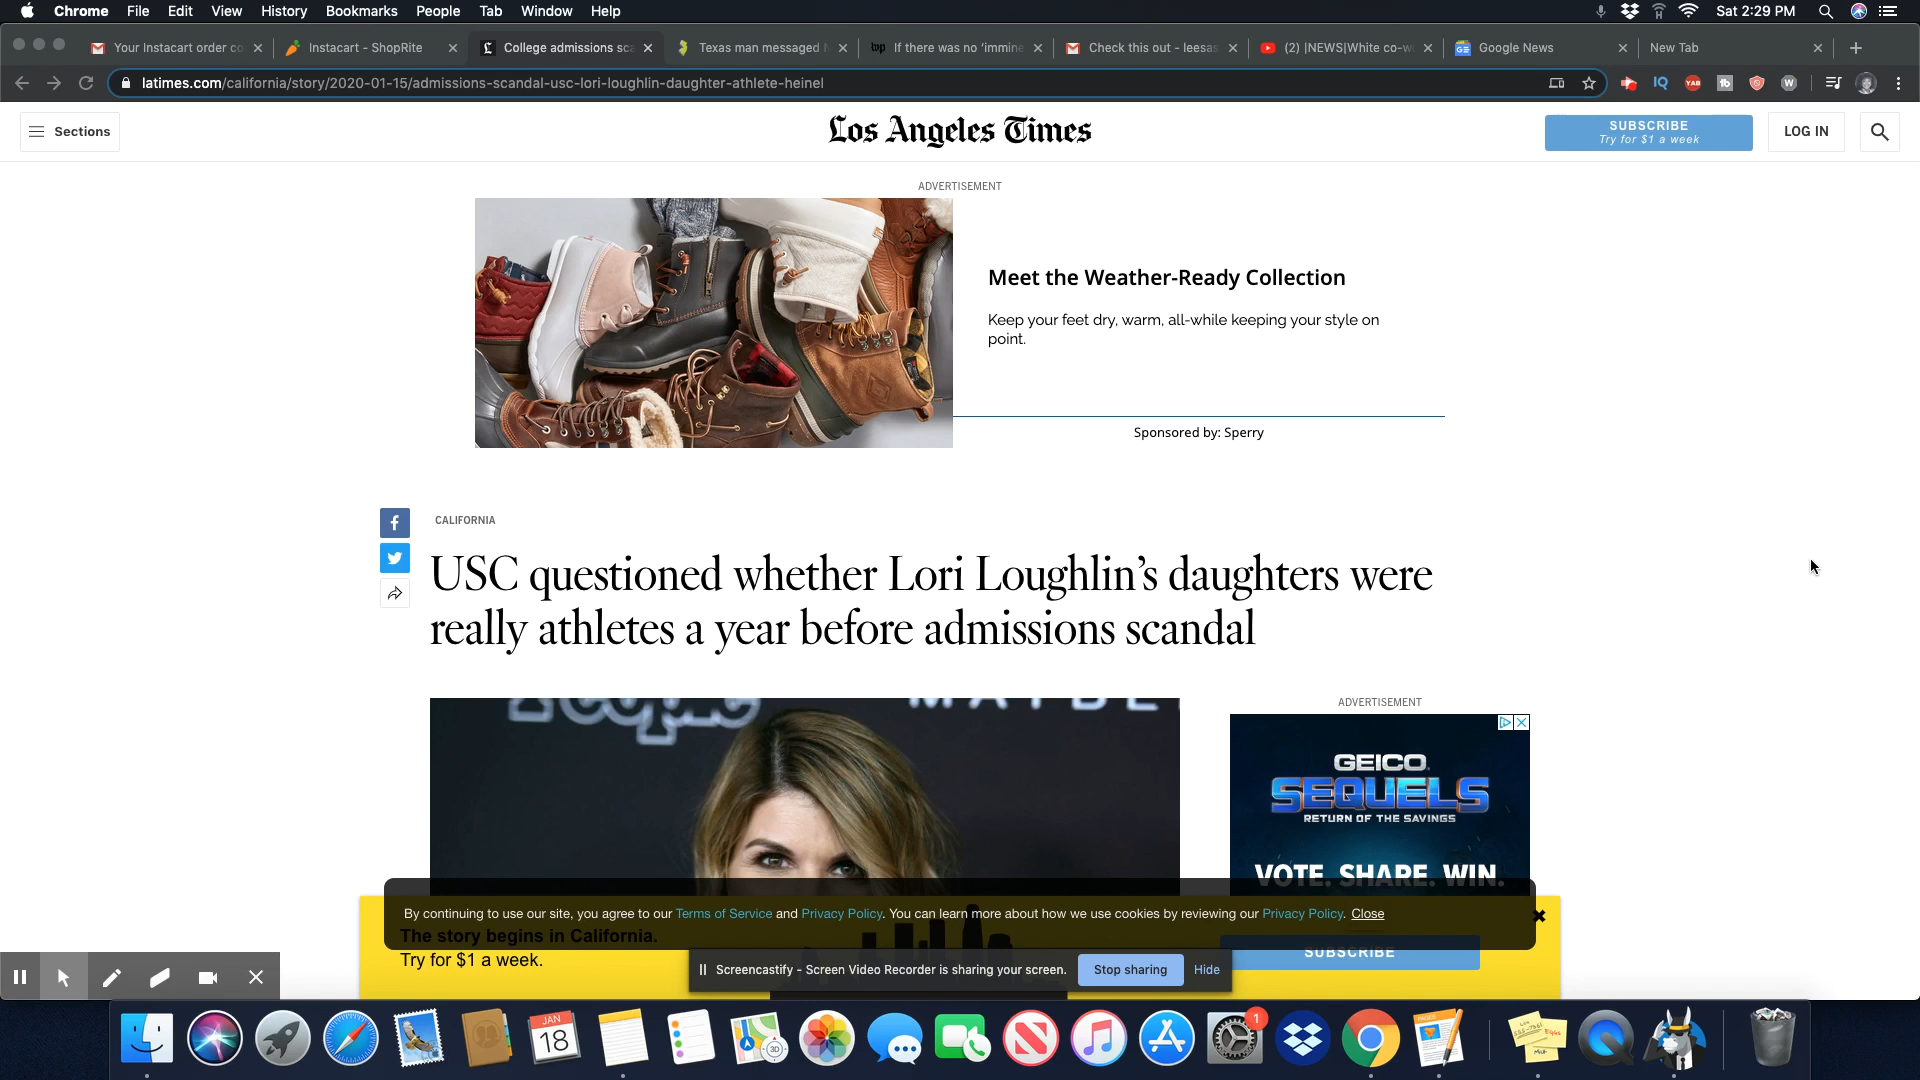 Chrome File Edit View History Bookmarks People Tab Window Help
Sat 2:29 PM
Your Instacart order co
Instacart - ShopRite
College admissions sca
Texas man messaged
If there was no 'immine
Check this out - leesas
(2) |NEWS|White co-w
Google News
New Tab
latimes.com/california/story/2020-01-15/admissions-scandal-usc-lori-loughlin-daughter-athlete-heinel
Sections
Los Angeles Times
SUBSCRIBE
Try for $1 a week
LOG IN
ADVERTISEMENT
Meet the Weather-Ready Collection
Keep your feet dry, warm, all-while keeping your style on
point.
Sponsored by: Sperry
CALIFORNIA
USC questioned whether Lori Loughlin’s daughters were
really athletes a year before admissions scandal
ADVERTISEMENT
GEICO
SEQUELS
RETURN OF THE SAVINGS
VOTE. SHARE. WIN.
By continuing to use our site, you agree to our Terms of Service and Privacy Policy. You can learn more about how we use cookies by reviewing our Privacy Policy. Close
The story begins in California.
Try for $1 a week.
SUBSCRIBE
Screencastify - Screen Video Recorder is sharing your screen.
Stop sharing
Hide
JAN
18
3D
1
PAGES